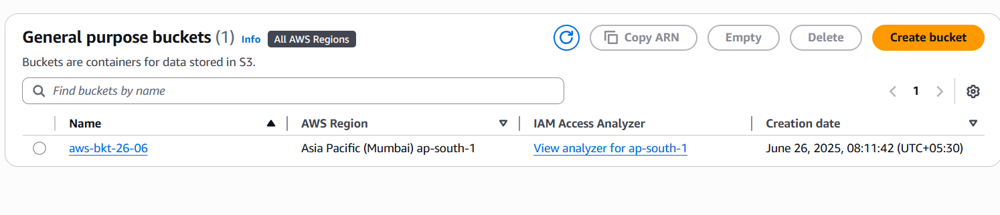 General purpose buckets (1) Info All AWS Regions Copy ARN Empty Delete Create bucket
Buckets are containers for data stored in S3.
Find buckets by name 1
Name AWS Region IAM Access Analyzer Creation date
aws-bkt-26-06 Asia Pacific (Mumbai) ap-south-1 View analyzer for ap-south-1 June 26, 2025, 08:11:42 (UTC+05:30)